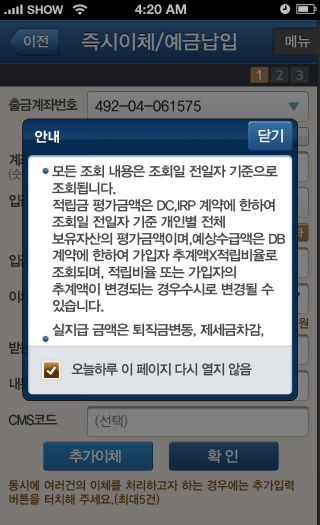 SHOW 4:20 AM
이전 즉시이체/예금납입 메뉴
1 2 3
출금계좌번호 492-04-061575
안내 닫기
계
(숫
• 모든 조회 내용은 조회일 전일자 기준으로
조회됩니다.
적립금 평가금액은 DC,IRP 계약에 한하여
조회일 전일자 기준 개인별 전체
보유자산의 평가금액이며,예상수급액은 DB
계약에 한하여 가입자 추계액X적립비율로
조회되며, 적립비율 또는 가입자의
추계액이 변경되는 경우수시로 변경될 수
있습니다.
• 실지급 금액은 퇴직금변동, 제세금차감,
입
입
이
원
받
내
오늘하루 이 페이지 다시 열지 않음
CMS코드 (선택)
추가이체 확 인
동시에 여러건의 이체를 처리하고자 하는 경우에는 추가입력
버튼을 터치해 주세요.(최대5건)